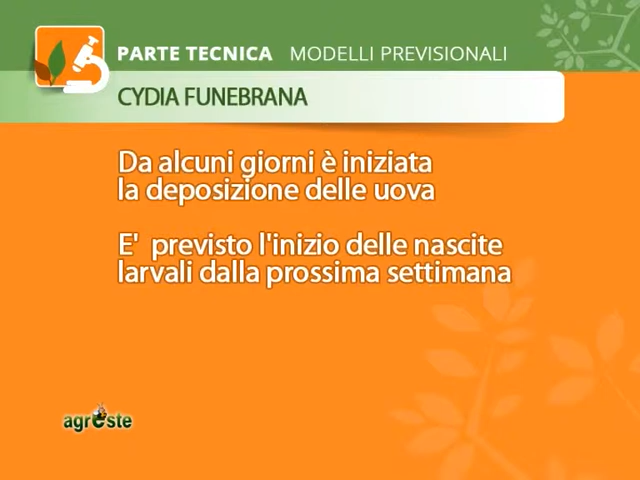 PARTE TECNICA MODELLI PREVISIONALI
CYDIA FUNEBRANA
Da alcuni giorni è iniziata
la deposizione delle uova
E' previsto l'inizio delle nascite
larvali dalla prossima settimana
agreste